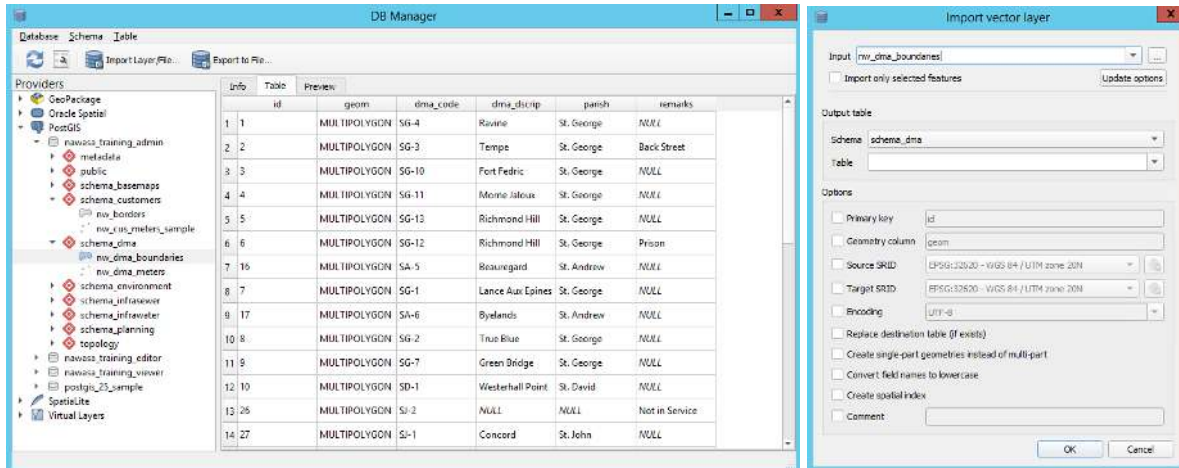 DB Manager
Database Schema Table
Import Layer/File... Export to File...
Providers
GeoPackage
Oracle Spatial
PostGIS
nawasa_training_admin
metadata
public
schema_basemaps
schema_customers
nw_borders
nw_cus_meters_sample
schema_dma
nw_dma_boundaries
nw_dma_meters
schema_environment
schema_infrasewer
schema_infrawater
schema_planning
topology
nawasa_training_editor
nawasa_training_viewer
postgis_25_sample
SpatiaLite
Virtual Layers
Info Table Preview
id geom dma_code dma_dscrip parish remarks
1 1 MULTIPOLYGON SG-4 Ravine St. George NULL
2 2 MULTIPOLYGON SG-3 Tempe St. George Back Street
3 3 MULTIPOLYGON SG-10 Fort Fedric St. George NULL
4 4 MULTIPOLYGON SG-11 Morne Jaloux St. George NULL
5 5 MULTIPOLYGON SG-13 Richmond Hill St. George NULL
6 6 MULTIPOLYGON SG-12 Richmond Hill St. George Prison
7 16 MULTIPOLYGON SA-5 Beauregard St. Andrew NULL
8 7 MULTIPOLYGON SG-1 Lance Aux Epines St. George NULL
9 17 MULTIPOLYGON SA-6 Byelands St. Andrew NULL
10 8 MULTIPOLYGON SG-2 True Blue St. George NULL
11 9 MULTIPOLYGON SG-7 Green Bridge St. George NULL
12 10 MULTIPOLYGON SD-1 Westerhall Point St. David NULL
13 26 MULTIPOLYGON SJ-2 NULL NULL Not in Service
14 27 MULTIPOLYGON SJ-1 Concord St. John NULL
Import vector layer
Input nw_dma_boundaries ...
Import only selected features Update options
Output table
Schema schema_dma
Table
Options
Primary key id
Geometry column geom
Source SRID EPSG:32620 - WGS 84 / UTM zone 20N
Target SRID EPSG:32620 - WGS 84 / UTM zone 20N
Encoding UTF-8
Replace destination table (if exists)
Create single-part geometries instead of multi-part
Convert field names to lowercase
Create spatial index
Comment
OK Cancel